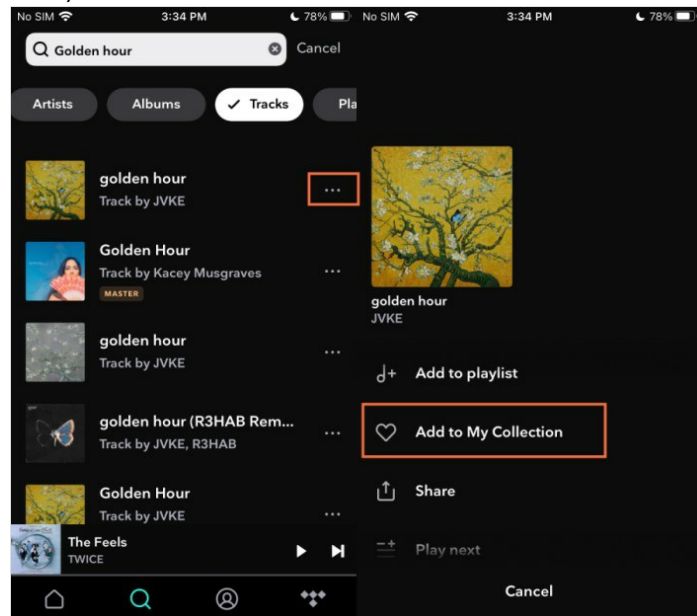 No SIM 3:34 PM 78%
Golden hour Cancel
Artists Albums Tracks Pla
golden hour
Track by JVKE
Golden Hour
Track by Kacey Musgraves
MASTER
golden hour
Track by JVKE
golden hour (R3HAB Rem...
Track by JVKE, R3HAB
Golden Hour
Track by JVKE
The Feels
TWICE
No SIM 3:34 PM 78%
golden hour
JVKE
Add to playlist
Add to My Collection
Share
Play next
Cancel